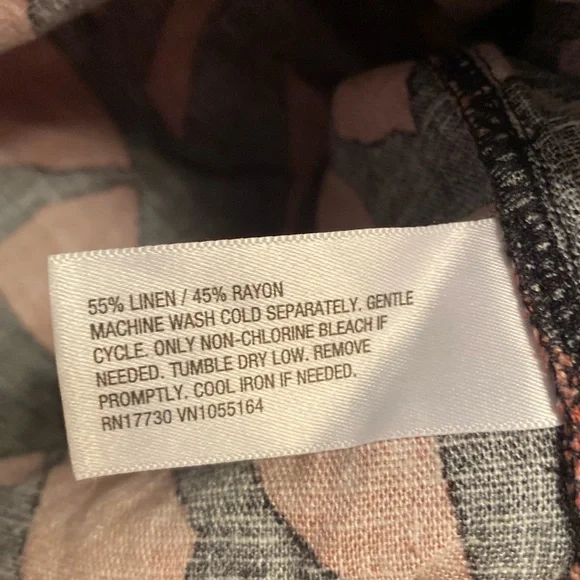 55% LINEN / 45% RAYON
MACHINE WASH COLD SEPARATELY. GENTLE
CYCLE. ONLY NON-CHLORINE BLEACH IF
NEEDED. TUMBLE DRY LOW. REMOVE
PROMPTLY. COOL IRON IF NEEDED.
RN17730 VN1055164